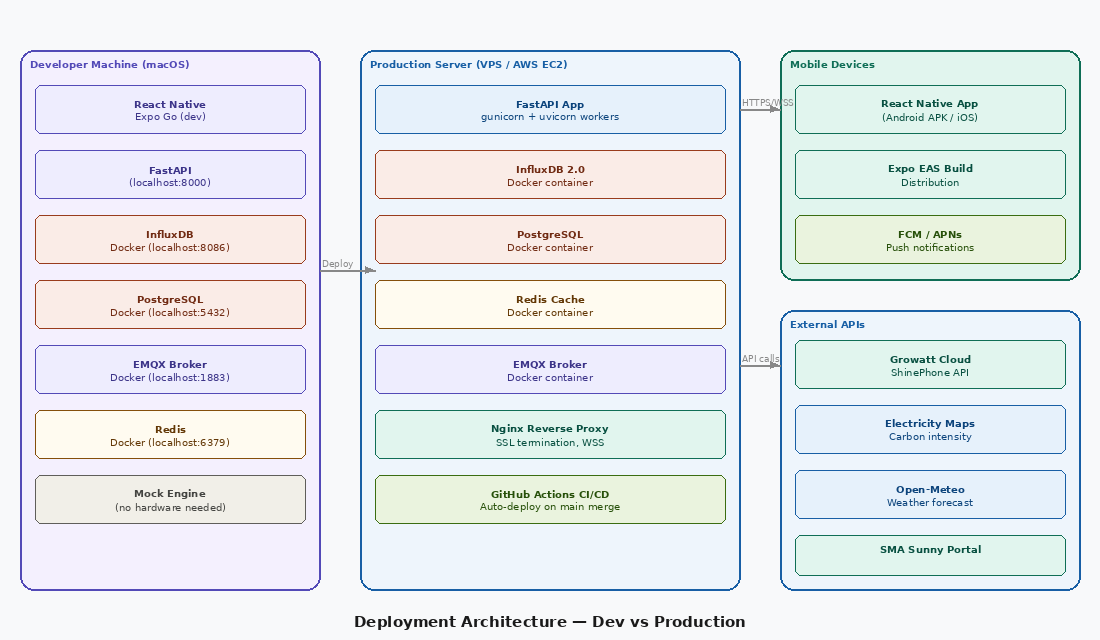 Developer Machine (macOS)
React Native
Expo Go (dev)
FastAPI
(localhost:8000)
InfluxDB
Docker (localhost:8086)
PostgreSQL
Docker (localhost:5432)
EMQX Broker
Docker (localhost:1883)
Redis
Docker (localhost:6379)
Mock Engine
(no hardware needed)
Deploy
Production Server (VPS / AWS EC2)
FastAPI App
gunicorn + uvicorn workers
InfluxDB 2.0
Docker container
PostgreSQL
Docker container
Redis Cache
Docker container
EMQX Broker
Docker container
Nginx Reverse Proxy
SSL termination, WSS
GitHub Actions CI/CD
Auto-deploy on main merge
HTTPS/WSS
API calls
Mobile Devices
React Native App
(Android APK / iOS)
Expo EAS Build
Distribution
FCM / APNs
Push notifications
External APIs
Growatt Cloud
ShinePhone API
Electricity Maps
Carbon intensity
Open-Meteo
Weather forecast
SMA Sunny Portal
Deployment Architecture — Dev vs Production